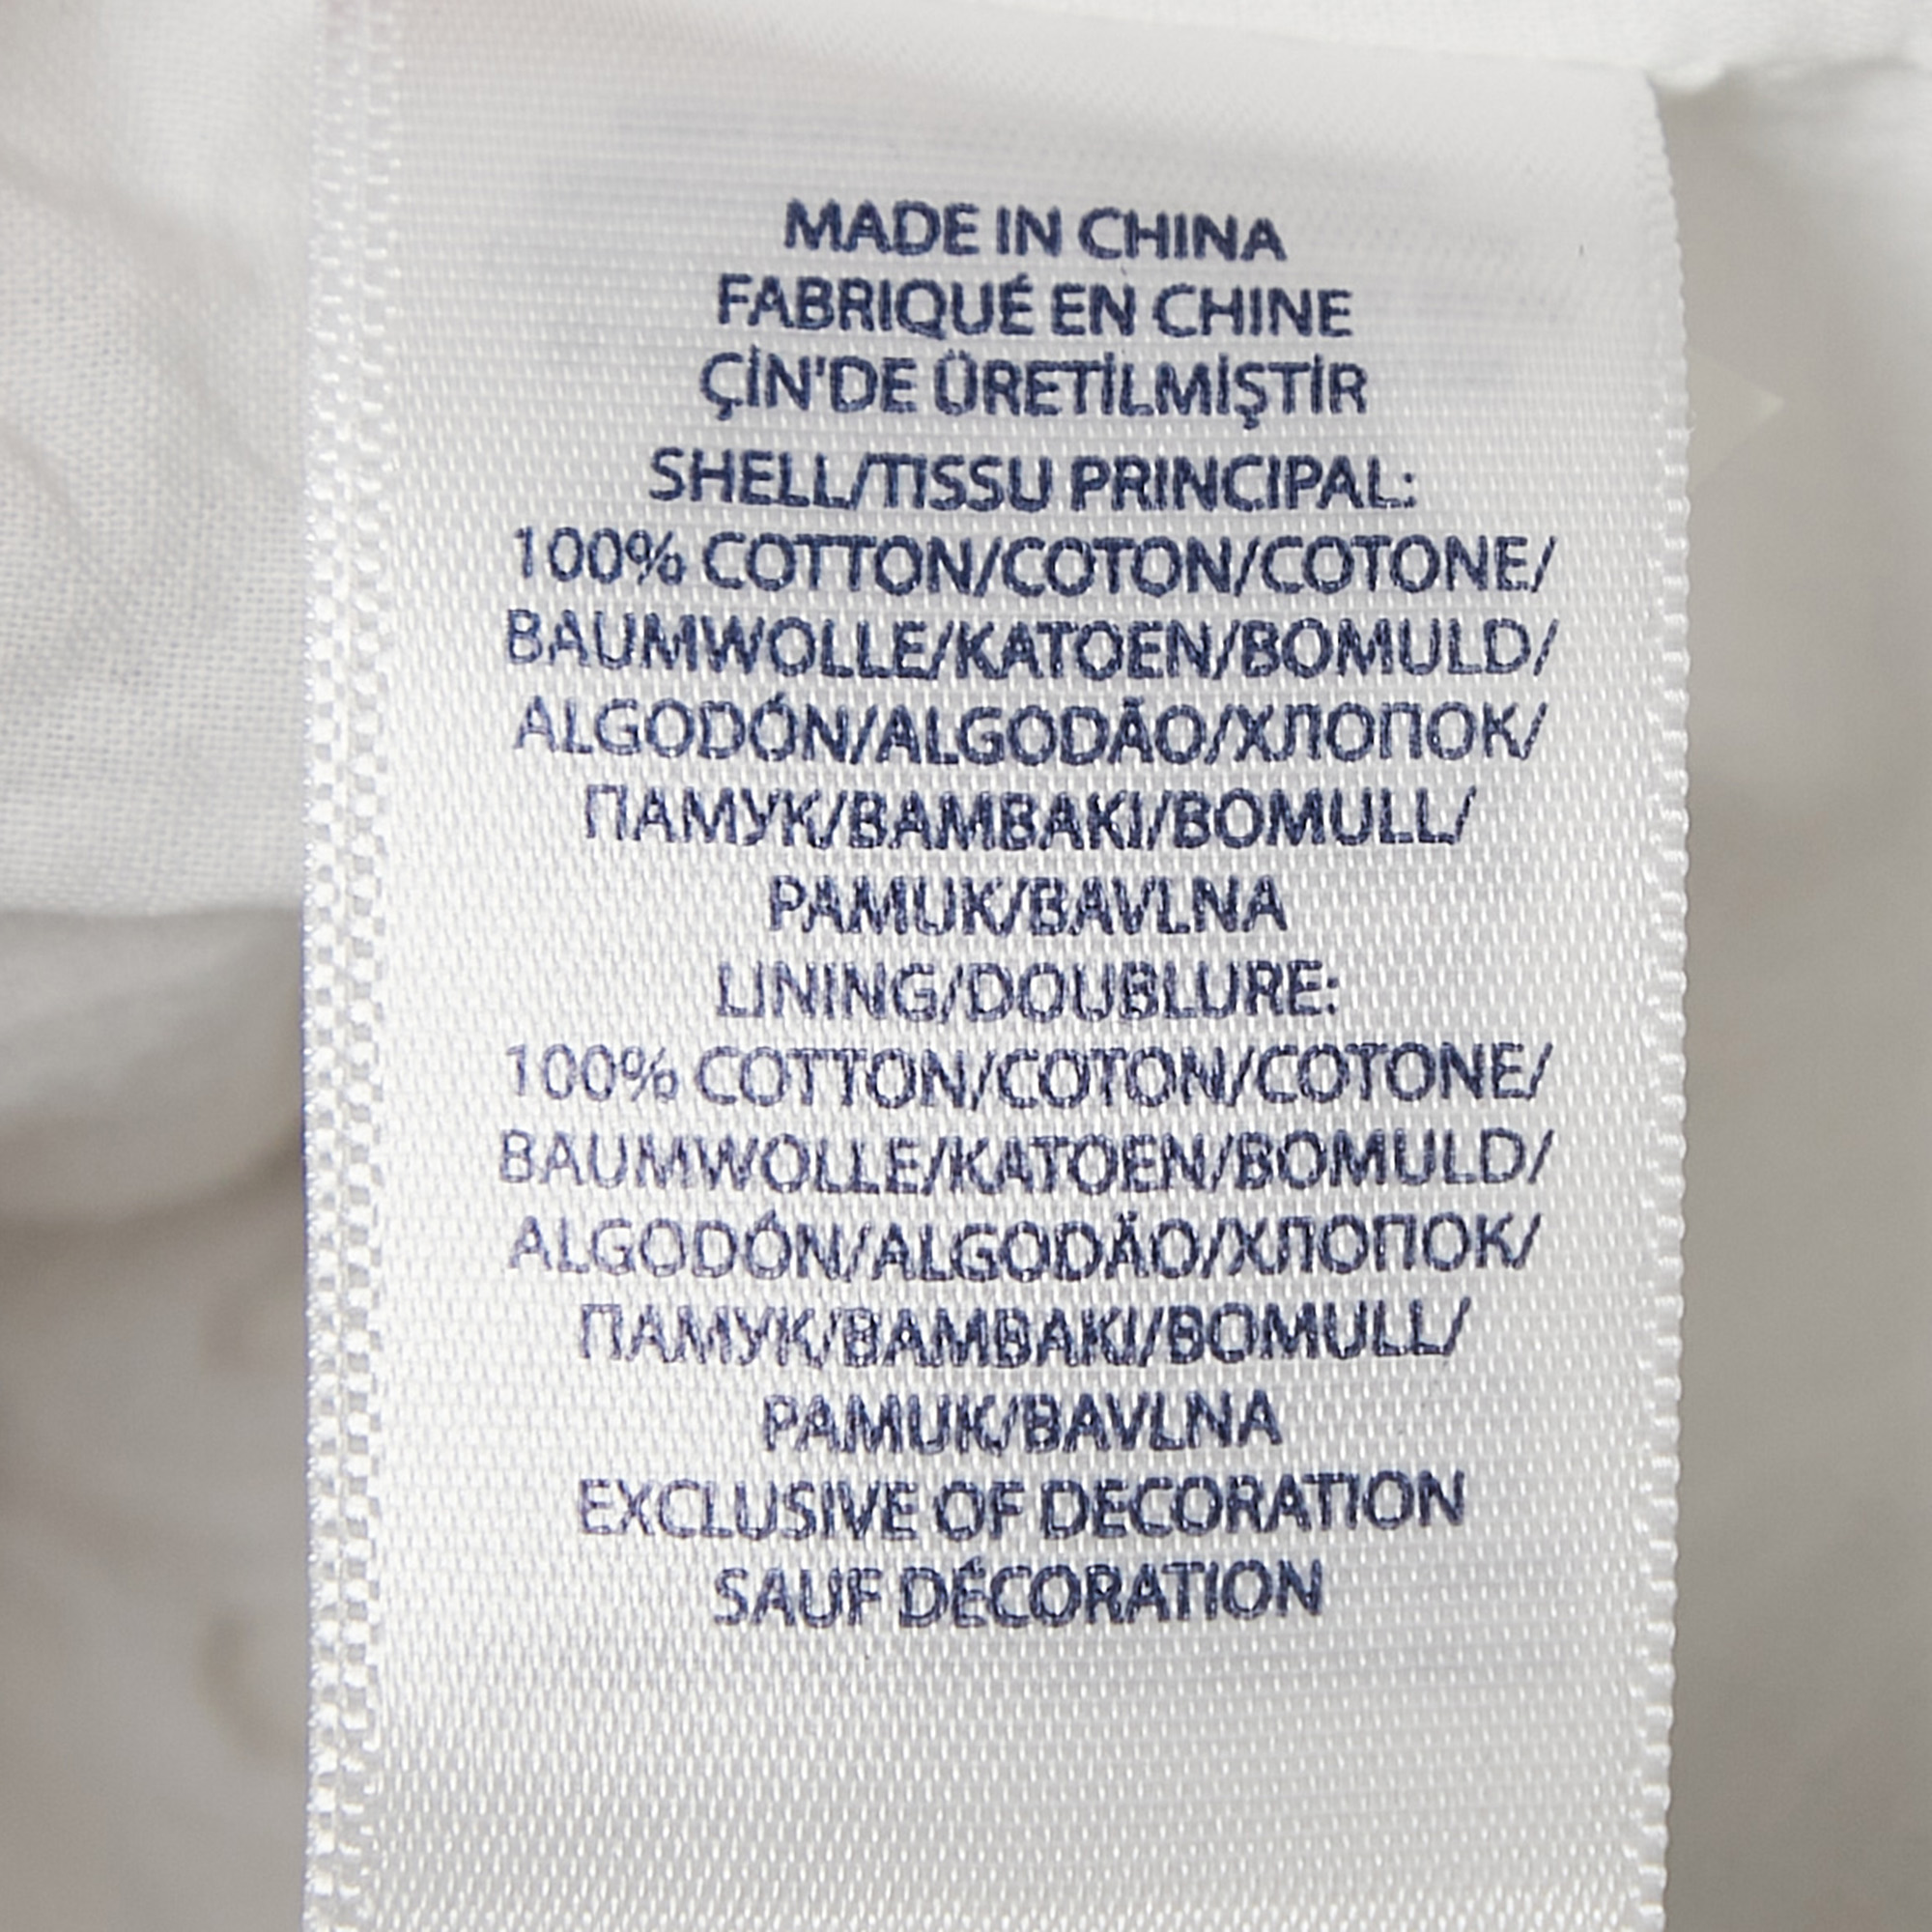 MADE IN CHINA
FABRIQUÉ EN CHINE
ÇİN'DE ÜRETİLMİŞTİR
SHELL/TISSU PRINCIPAL:
100% COTTON/COTON/COTONE/
BAUMWOLLE/KATOEN/BOMULD/
ALGODÓN/ALGODÃO/ХЛОПОК/
ПАМУК/ΒΑΜΒΑΚΙ/BOMULL/
PAMUK/BAVLNA
LINING/DOUBLURE:
100% COTTON/COTON/COTONE/
BAUMWOLLE/KATOEN/BOMULD/
ALGODÓN/ALGODÃO/ХЛОПОК/
ПАМУК/ΒΑΜΒΑΚΙ/BOMULL/
PAMUK/BAVLNA
EXCLUSIVE OF DECORATION
SAUF DÉCORATION